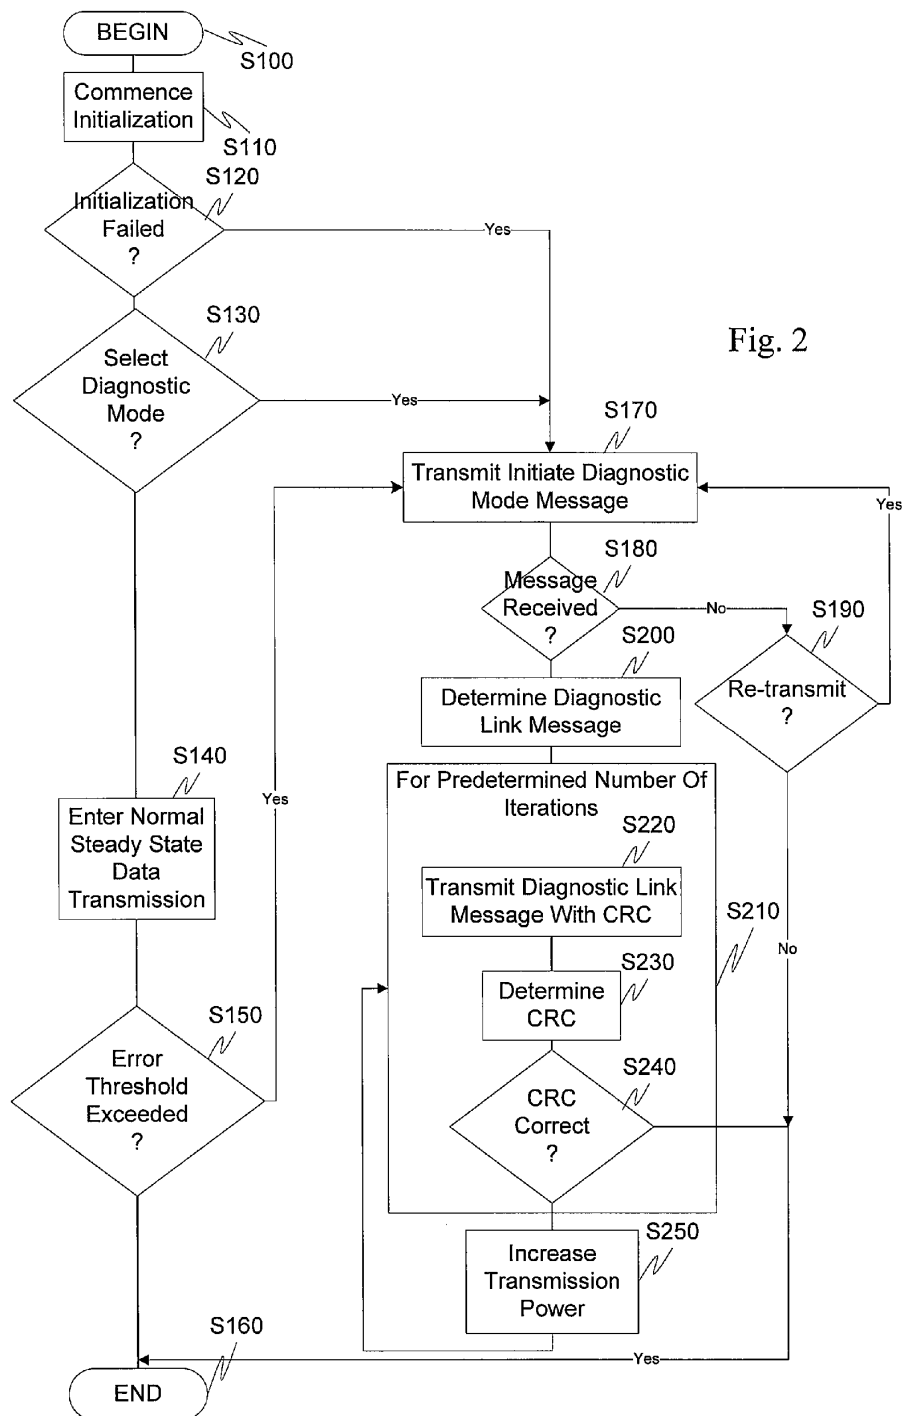 BEGIN
S100
Commence
Initialization
S110
S120
Initialization
Failed
?
Yes
S130
Select
Diagnostic
Mode
?
Yes
Fig. 2
S170
Transmit Initiate Diagnostic
Mode Message
Yes
S180
Message
Received
?
No
S190
Re-transmit
?
S200
Determine Diagnostic
Link Message
S140
Enter Normal
Steady State
Data
Transmission
Yes
For Predetermined Number Of
Iterations
S220
Transmit Diagnostic Link
Message With CRC
S210
No
S230
Determine
CRC
S150
Error
Threshold
Exceeded
?
S240
CRC
Correct
?
S250
Increase
Transmission
Power
S160
Yes
END